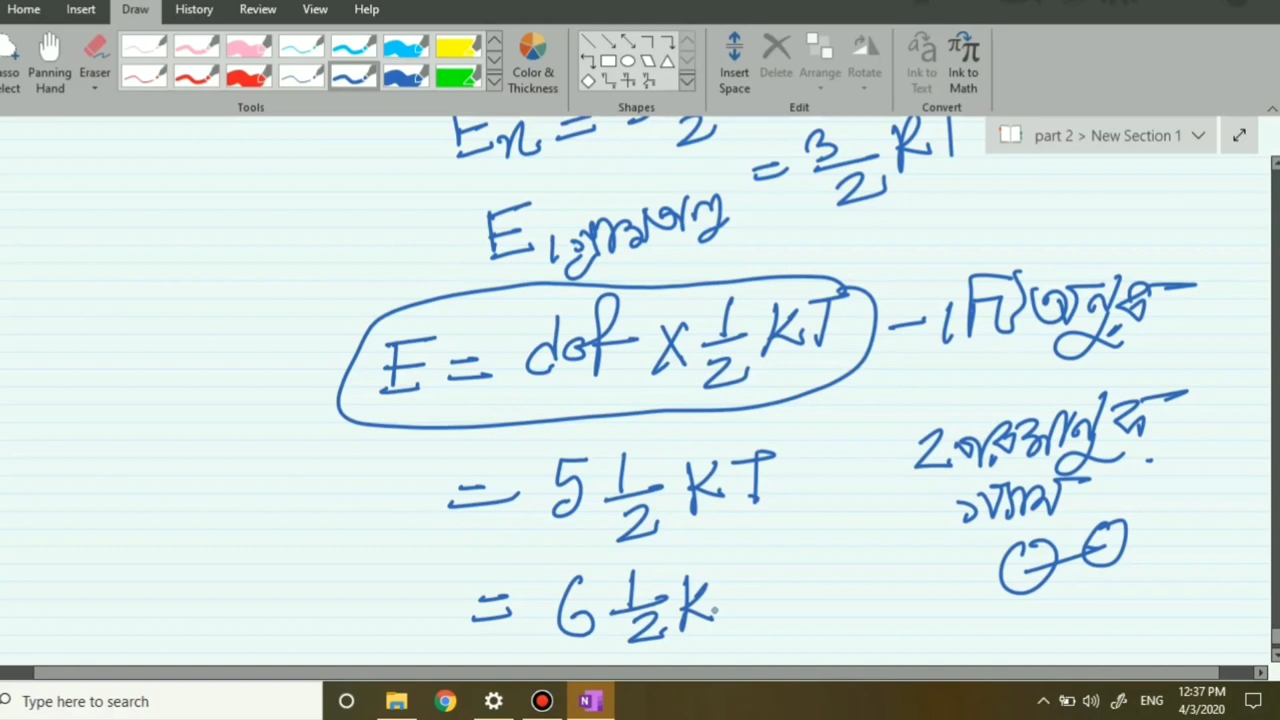 Home Insert Draw History Review View Help
Lasso Select
Panning Hand
Eraser
Color & Thickness
Insert Space
Delete
Arrange
Rotate
Ink to Text
Ink to Math
Tools
Shapes
Edit
Convert
part 2 > New Section 1
= 3/2 KT
E = dof × 1/2 KT
= 5 1/2 KT
= 6 1/2 K
Type here to search
ENG
12:37 PM
4/3/2020